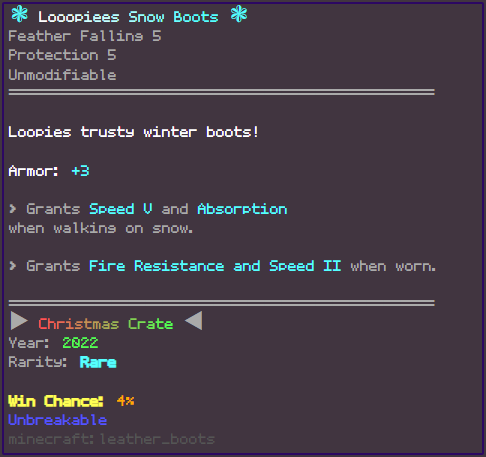 ❃ Looopiees Snow Boots ❃
Feather Falling 5
Protection 5
Unmodifiable
Loopies trusty winter boots!
Armor: +3
> Grants Speed V and Absorption
when walking on snow.
> Grants Fire Resistance and Speed II when worn.
▶ Christmas Crate ◀
Year: 2022
Rarity: Rare
Win Chance: 4%
Unbreakable
minecraft:leather_boots